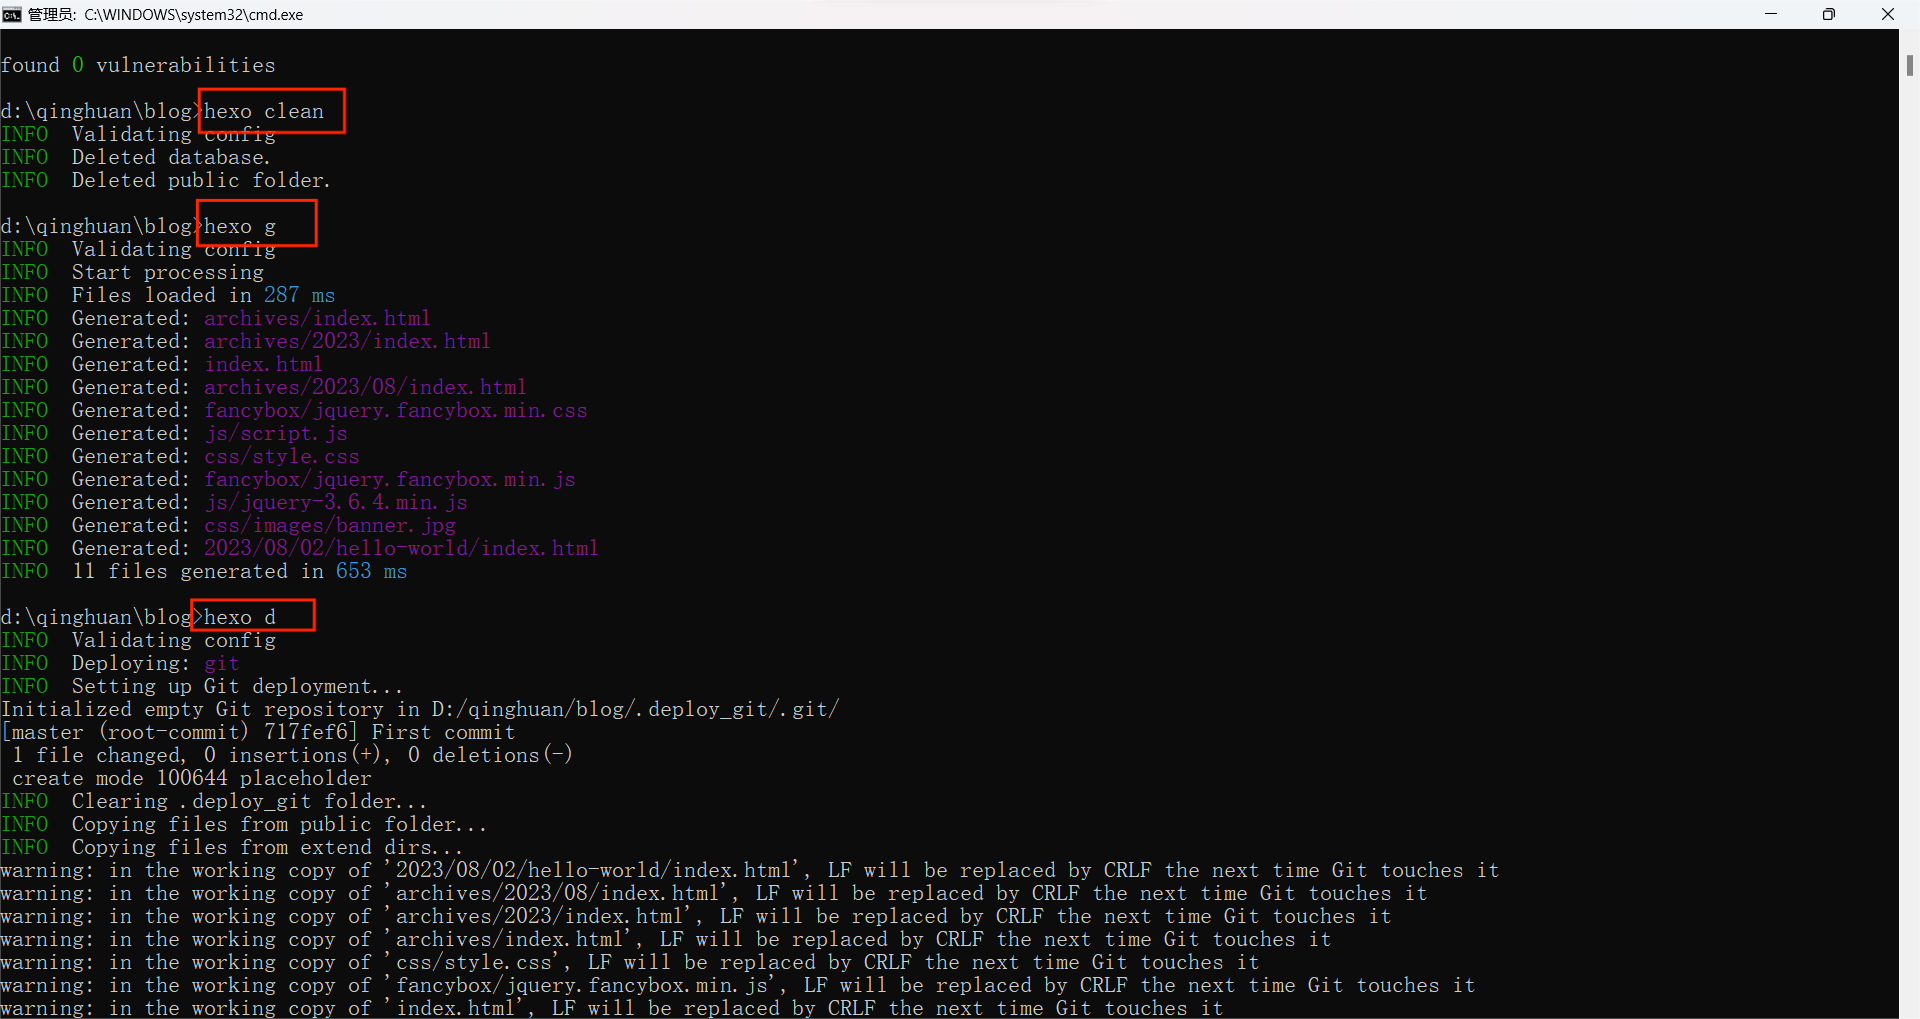 管理员: C:\WINDOWS\system32\cmd.exe
found 0 vulnerabilities
d:\qinghuan\blog>hexo clean
INFO  Validating config
INFO  Deleted database.
INFO  Deleted public folder.
d:\qinghuan\blog>hexo g
INFO  Validating config
INFO  Start processing
INFO  Files loaded in 287 ms
INFO  Generated: archives/index.html
INFO  Generated: archives/2023/index.html
INFO  Generated: index.html
INFO  Generated: archives/2023/08/index.html
INFO  Generated: fancybox/jquery.fancybox.min.css
INFO  Generated: js/script.js
INFO  Generated: css/style.css
INFO  Generated: fancybox/jquery.fancybox.min.js
INFO  Generated: js/jquery-3.6.4.min.js
INFO  Generated: css/images/banner.jpg
INFO  Generated: 2023/08/02/hello-world/index.html
INFO  11 files generated in 653 ms
d:\qinghuan\blog>hexo d
INFO  Validating config
INFO  Deploying: git
INFO  Setting up Git deployment...
Initialized empty Git repository in D:/qinghuan/blog/.deploy_git/.git/
[master (root-commit) 717fef6] First commit
 1 file changed, 0 insertions(+), 0 deletions(-)
 create mode 100644 placeholder
INFO  Clearing .deploy_git folder...
INFO  Copying files from public folder...
INFO  Copying files from extend dirs...
warning: in the working copy of '2023/08/02/hello-world/index.html', LF will be replaced by CRLF the next time Git touches it
warning: in the working copy of 'archives/2023/08/index.html', LF will be replaced by CRLF the next time Git touches it
warning: in the working copy of 'archives/2023/index.html', LF will be replaced by CRLF the next time Git touches it
warning: in the working copy of 'archives/index.html', LF will be replaced by CRLF the next time Git touches it
warning: in the working copy of 'css/style.css', LF will be replaced by CRLF the next time Git touches it
warning: in the working copy of 'fancybox/jquery.fancybox.min.js', LF will be replaced by CRLF the next time Git touches it
warning: in the working copy of 'index.html', LF will be replaced by CRLF the next time Git touches it